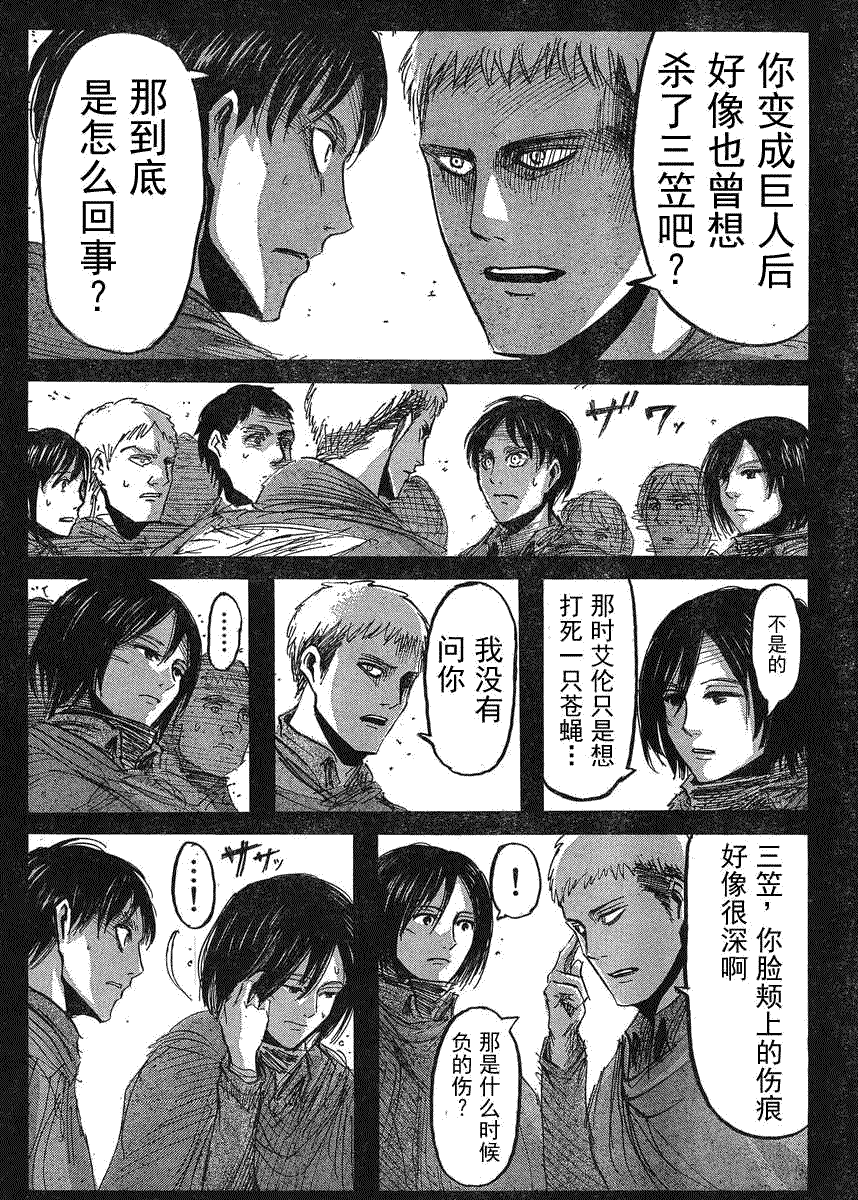 你变成巨人后
好像也曾想
杀了三笠吧？
那到底
是怎么回事？
ザワッ
不是的
那时艾伦只是想
打死一只苍蝇…
我没有
问你
……
三笠，你脸颊上的伤痕
好像很深啊
！
那是什么时候
负的伤？
ササッ
…！